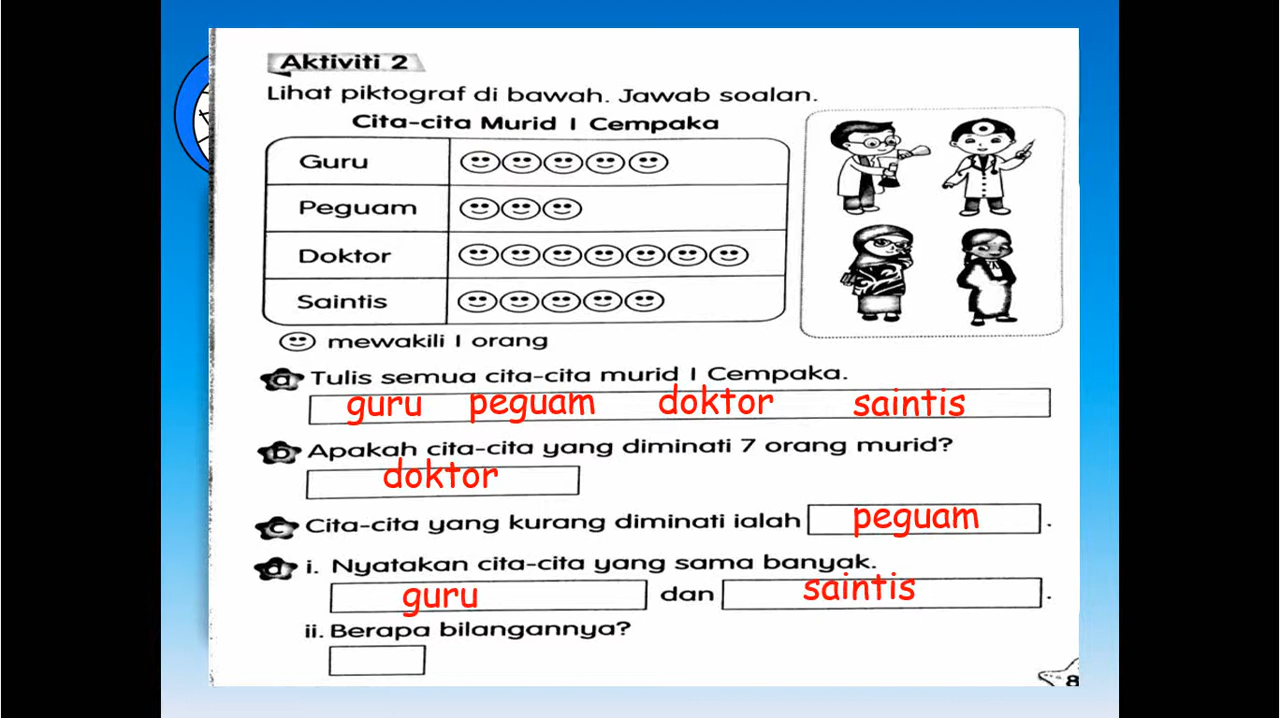 Aktiviti 2
Lihat piktograf di bawah. Jawab soalan.
Cita-cita Murid 1 Cempaka
Guru
Peguam
Doktor
Saintis
mewakili 1 orang
a Tulis semua cita-cita murid 1 Cempaka.
guru peguam doktor saintis
b Apakah cita-cita yang diminati 7 orang murid?
doktor
c Cita-cita yang kurang diminati ialah peguam.
d i. Nyatakan cita-cita yang sama banyak.
guru dan saintis.
ii. Berapa bilangannya?
8